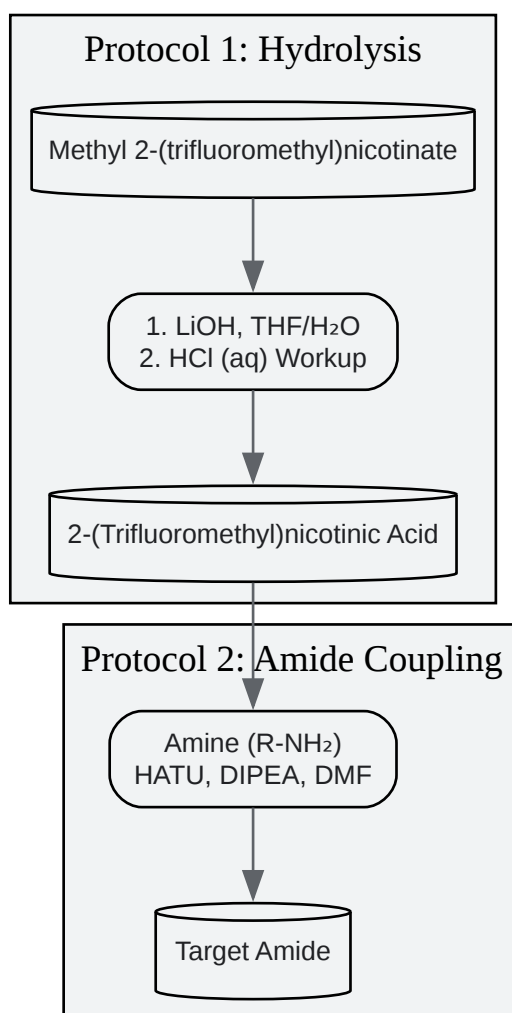 Protocol 1: Hydrolysis
Methyl 2-(trifluoromethyl)nicotinate
1. LiOH, THF/H₂O
2. HCl (aq) Workup
2-(Trifluoromethyl)nicotinic Acid
Protocol 2: Amide Coupling
Amine (R-NH₂)
HATU, DIPEA, DMF
Target Amide